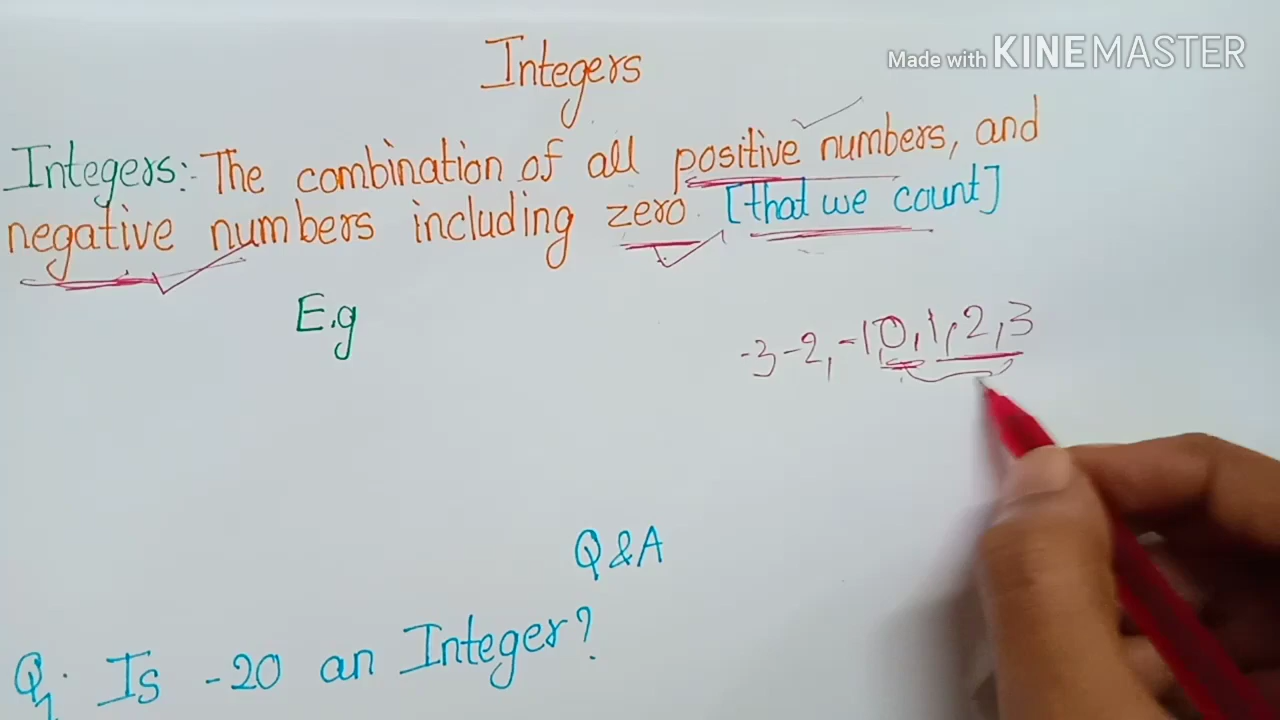 Made with KINEMASTER
Integers
Integers:- The combination of all positive numbers, and
negative numbers including zero [that we count]
E.g
-3 -2, -1, 0, 1, 2, 3
Q & A
Q1. Is -20 an Integer?